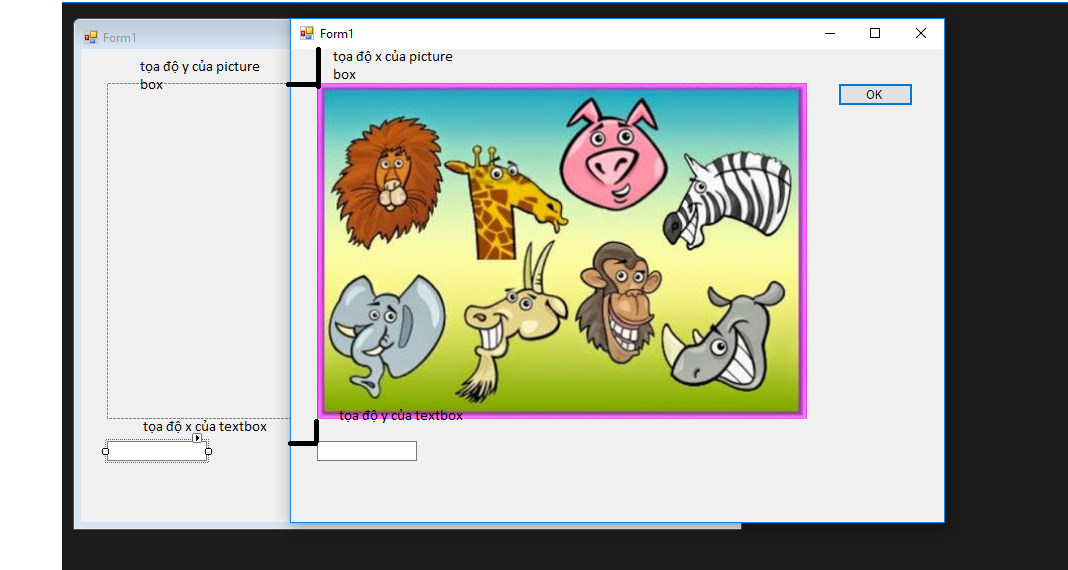 Form1
Form1
tọa độ y của picture
box
tọa độ x của picture
box
OK
tọa độ x của textbox
tọa độ y của textbox